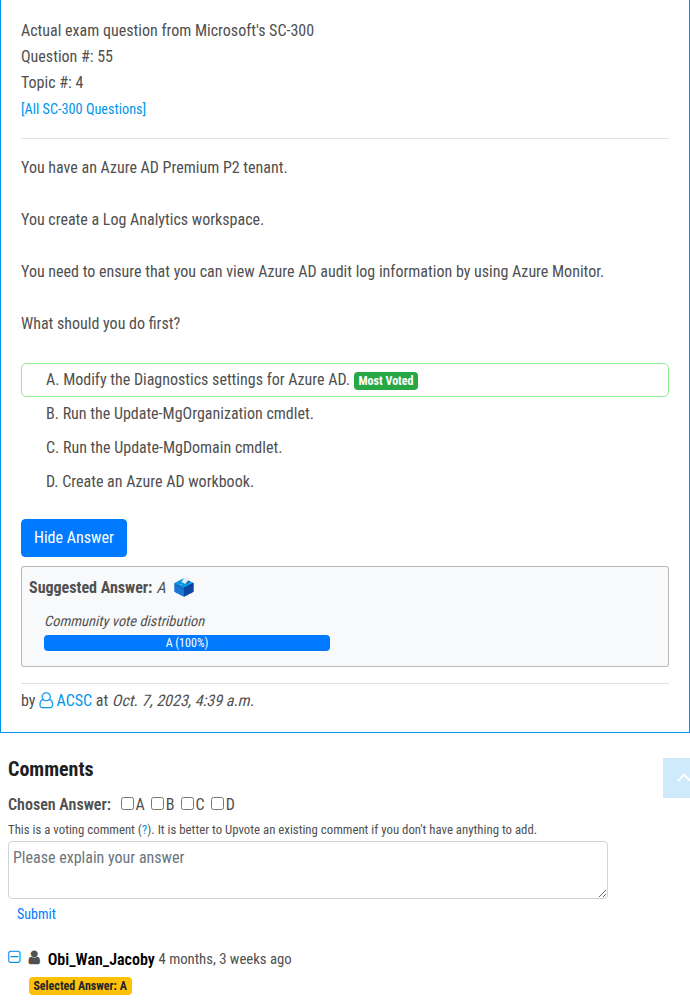 Actual exam question from Microsoft's SC-300
Question #: 55
Topic #: 4
[All SC-300 Questions]
You have an Azure AD Premium P2 tenant.
You create a Log Analytics workspace.
You need to ensure that you can view Azure AD audit log information by using Azure Monitor.
What should you do first?
A. Modify the Diagnostics settings for Azure AD. Most Voted
B. Run the Update-MgOrganization cmdlet.
C. Run the Update-MgDomain cmdlet.
D. Create an Azure AD workbook.
Hide Answer
Suggested Answer: A
Community vote distribution
A (100%)
by ACSC at Oct. 7, 2023, 4:39 a.m.
Comments
Chosen Answer: A B C D
This is a voting comment (?). It is better to Upvote an existing comment if you don't have anything to add.
Please explain your answer
Submit
Obi_Wan_Jacoby 4 months, 3 weeks ago
Selected Answer: A